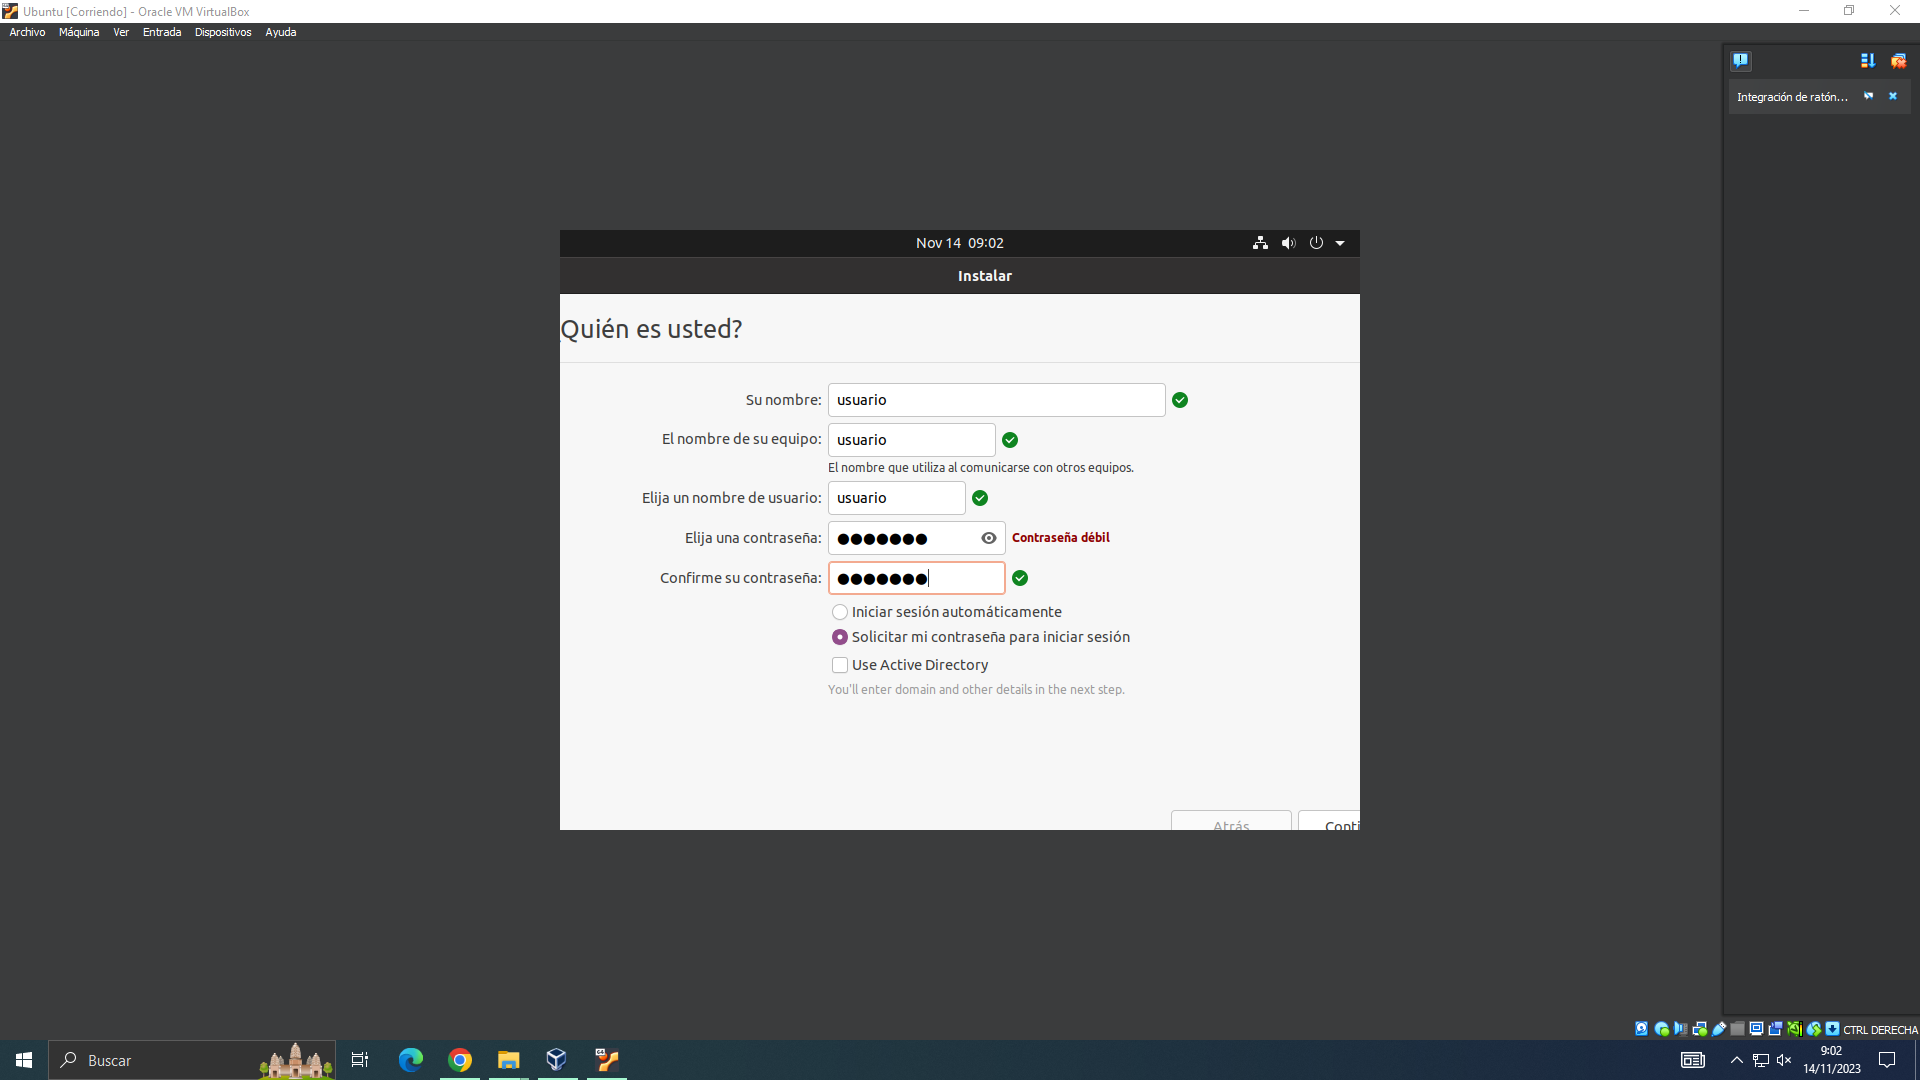 Ubuntu [Corriendo] - Oracle VM VirtualBox
Archivo Máquina Ver Entrada Dispositivos Ayuda
Integración de ratón...
Nov 14 09:02
Instalar
Quién es usted?
Su nombre: usuario
El nombre de su equipo: usuario
El nombre que utiliza al comunicarse con otros equipos.
Elija un nombre de usuario: usuario
Elija una contraseña: ●●●●●●● Contraseña débil
Confirme su contraseña: ●●●●●●●
Iniciar sesión automáticamente
Solicitar mi contraseña para iniciar sesión
Use Active Directory
You'll enter domain and other details in the next step.
Atrás Conti
CTRL DERECHA
Buscar
64
9:02
14/11/2023